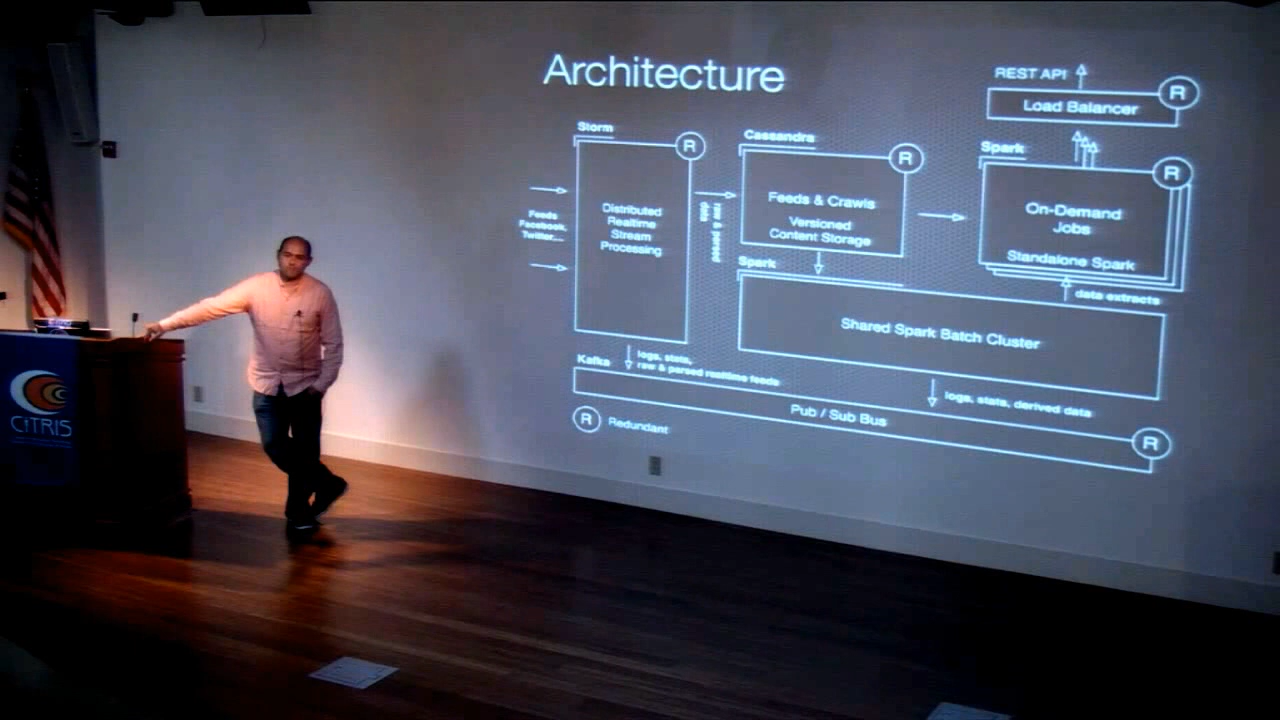 Architecture
REST API
R
Load Balancer
Storm
R
Distributed
Realtime
Stream
Processing
Feeds
Facebook,
Twitter,...
raw & parsed
data
Cassandra
R
Feeds & Crawls
Versioned
Content Storage
Spark
R
On-Demand
Jobs
Standalone Spark
data extracts
Spark
Shared Spark Batch Cluster
logs, stats,
raw & parsed realtime feeds
logs, stats, derived data
Kafka
Pub / Sub Bus
R
R Redundant
CiTRIS